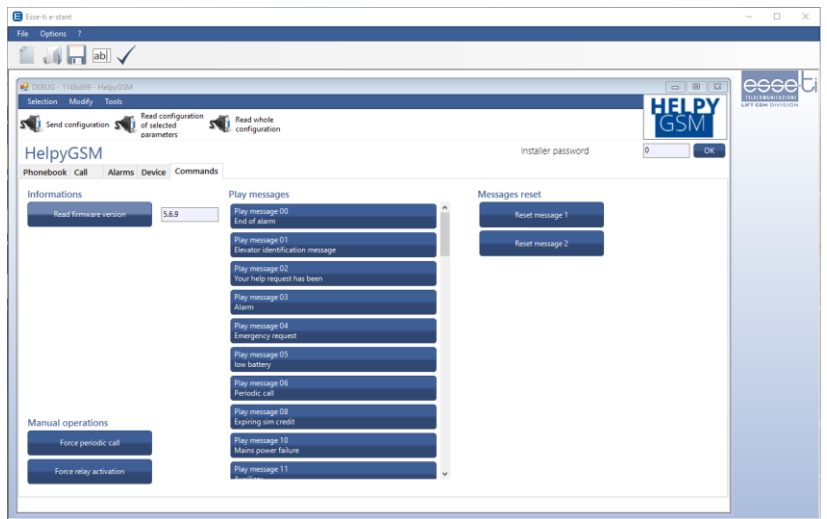 Esse-ti e-stant
File Options ?
ab
DEBUG - 1148x699 - HelpyGSM
Selection Modify Tools
Send configuration
Read configuration
of selected
parameters
Read whole
configuration
HELPY
GSM
esse-ti
TELECOMUNICAZIONI
LIFT GSM DIVISION
HelpyGSM
Installer password
0
OK
Phonebook Call Alarms Device Commands
Informations
Read firmware version
5.6.9
Play messages
Play message 00
End of alarm
Play message 01
Elevator identification message
Play message 02
Your help request has been
Play message 03
Alarm
Play message 04
Emergency request
Play message 05
low battery
Play message 06
Periodic call
Play message 08
Expiring sim credit
Play message 10
Mains power failure
Play message 11
Messages reset
Reset message 1
Reset message 2
Manual operations
Force periodic call
Force relay activation